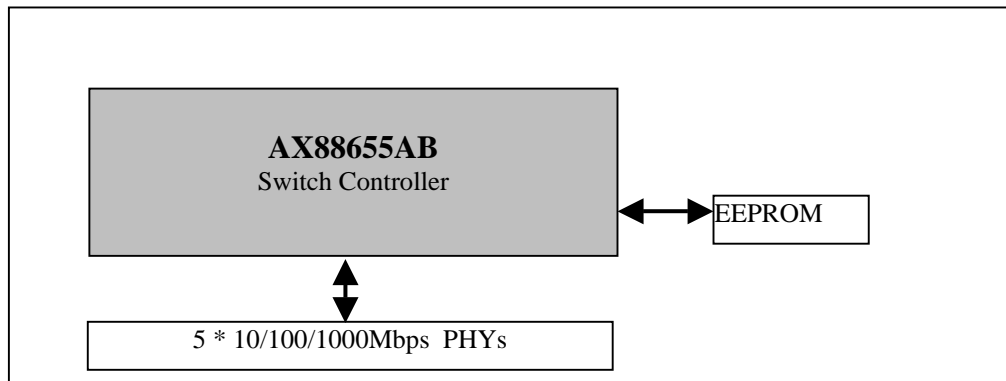 AX88655AB
Switch Controller
EEPROM
5 * 10/100/1000Mbps PHYs